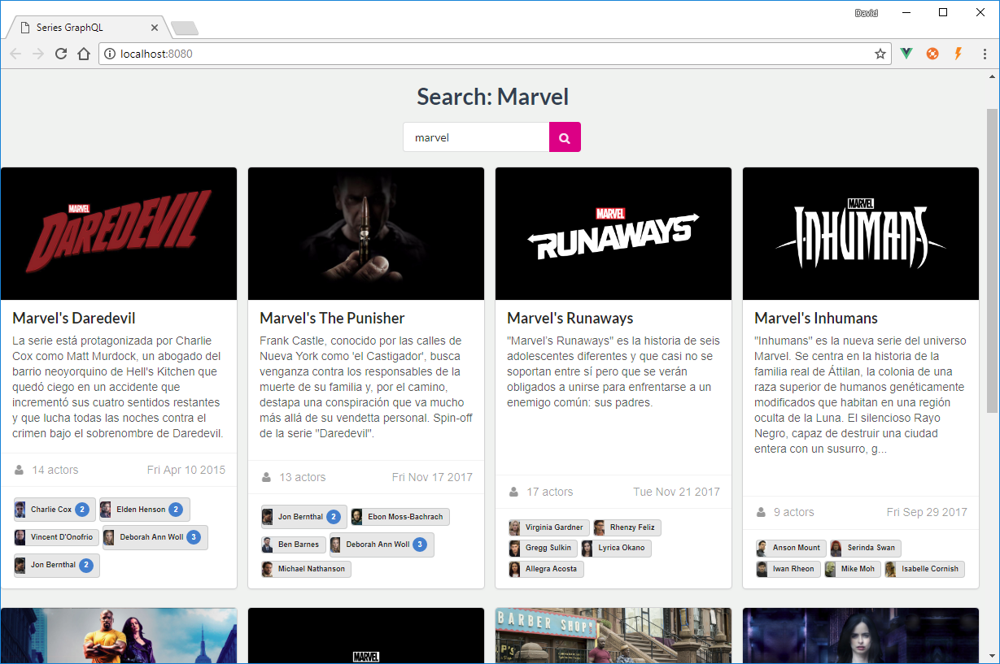 David
Series GraphQL
localhost:8080
Search: Marvel
marvel
MARVEL
DAREDEVIL
Marvel's Daredevil
La serie está protagonizada por Charlie
Cox como Matt Murdock, un abogado del
barrio neoyorquino de Hell's Kitchen que
quedó ciego en un accidente que
incrementó sus cuatro sentidos restantes
y que lucha todas las noches contra el
crimen bajo el sobrenombre de Daredevil.
14 actors
Fri Apr 10 2015
Charlie Cox 2
Elden Henson 2
Vincent D'Onofrio
Deborah Ann Woll 3
Jon Bernthal 2
Marvel's The Punisher
Frank Castle, conocido por las calles de
Nueva York como 'el Castigador', busca
venganza contra los responsables de la
muerte de su familia y, por el camino,
destapa una conspiración que va mucho
más allá de su vendetta personal. Spin-off
de la serie "Daredevil".
13 actors
Fri Nov 17 2017
Jon Bernthal 2
Ebon Moss-Bachrach
Ben Barnes
Deborah Ann Woll 3
Michael Nathanson
MARVEL
RUNAWAYS
Marvel's Runaways
"Marvel's Runaways" es la historia de seis
adolescentes diferentes y que casi no se
soportan entre sí pero que se verán
obligados a unirse para enfrentarse a un
enemigo común: sus padres.
17 actors
Tue Nov 21 2017
Virginia Gardner
Rhenzy Feliz
Gregg Sulkin
Lyrica Okano
Allegra Acosta
MARVEL
INHUMANS
Marvel's Inhumans
"Inhumans" es la nueva serie del universo
Marvel. Se centra en la historia de la
familia real de Áttilan, la colonia de una
raza superior de humanos genéticamente
modificados que habitan en una región
oculta de la Luna. El silencioso Rayo
Negro, capaz de destruir una ciudad
entera con un susurro, g...
9 actors
Fri Sep 29 2017
Anson Mount
Serinda Swan
Iwan Rheon
Mike Moh
Isabelle Cornish
MARVEL
BARBER SHOP